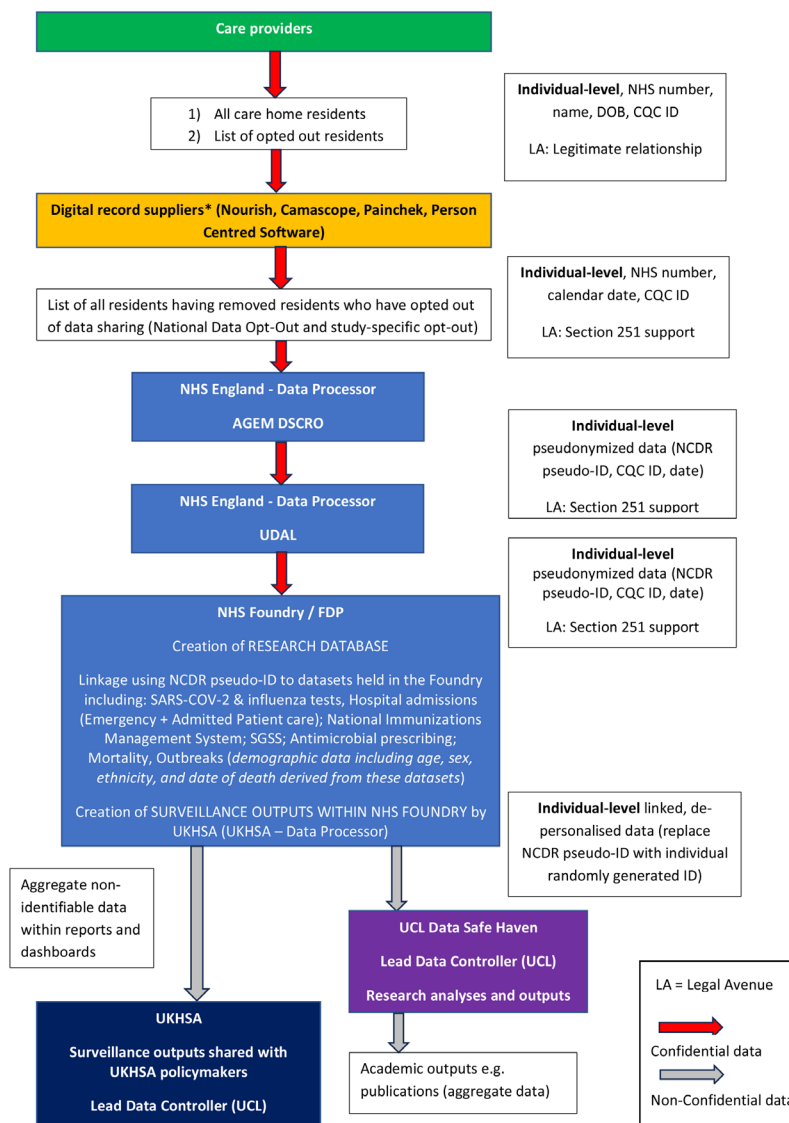 Care providers
Individual-level, NHS number,
name, DOB, CQC ID
LA: Legitimate relationship
1) All care home residents
2) List of opted out residents
Digital record suppliers* (Nourish, Camascope, Painchek, Person
Centred Software)
Individual-level, NHS number,
calendar date, CQC ID
LA: Section 251 support
List of all residents having removed residents who have opted out
of data sharing (National Data Opt-Out and study-specific opt-out)
NHS England - Data Processor
AGEM DSCRO
Individual-level
pseudonymized data (NCDR
pseudo-ID, CQC ID, date)
LA: Section 251 support
NHS England - Data Processor
UDAL
Individual-level
pseudonymized data (NCDR
pseudo-ID, CQC ID, date)
LA: Section 251 support
NHS Foundry / FDP
Creation of RESEARCH DATABASE
Linkage using NCDR pseudo-ID to datasets held in the Foundry
including: SARS-COV-2 & influenza tests, Hospital admissions
(Emergency + Admitted Patient care); National Immunizations
Management System; SGSS; Antimicrobial prescribing;
Mortality, Outbreaks (demographic data including age, sex,
ethnicity, and date of death derived from these datasets)
Creation of SURVEILLANCE OUTPUTS WITHIN NHS FOUNDRY by
UKHSA (UKHSA – Data Processor)
Individual-level linked, de-
personalised data (replace
NCDR pseudo-ID with individual
randomly generated ID)
Aggregate non-
identifiable data
within reports and
dashboards
UCL Data Safe Haven
Lead Data Controller (UCL)
Research analyses and outputs
UKHSA
Surveillance outputs shared with
UKHSA policymakers
Lead Data Controller (UCL)
Academic outputs e.g.
publications (aggregate data)
LA = Legal Avenue
Confidential data
Non-Confidential data